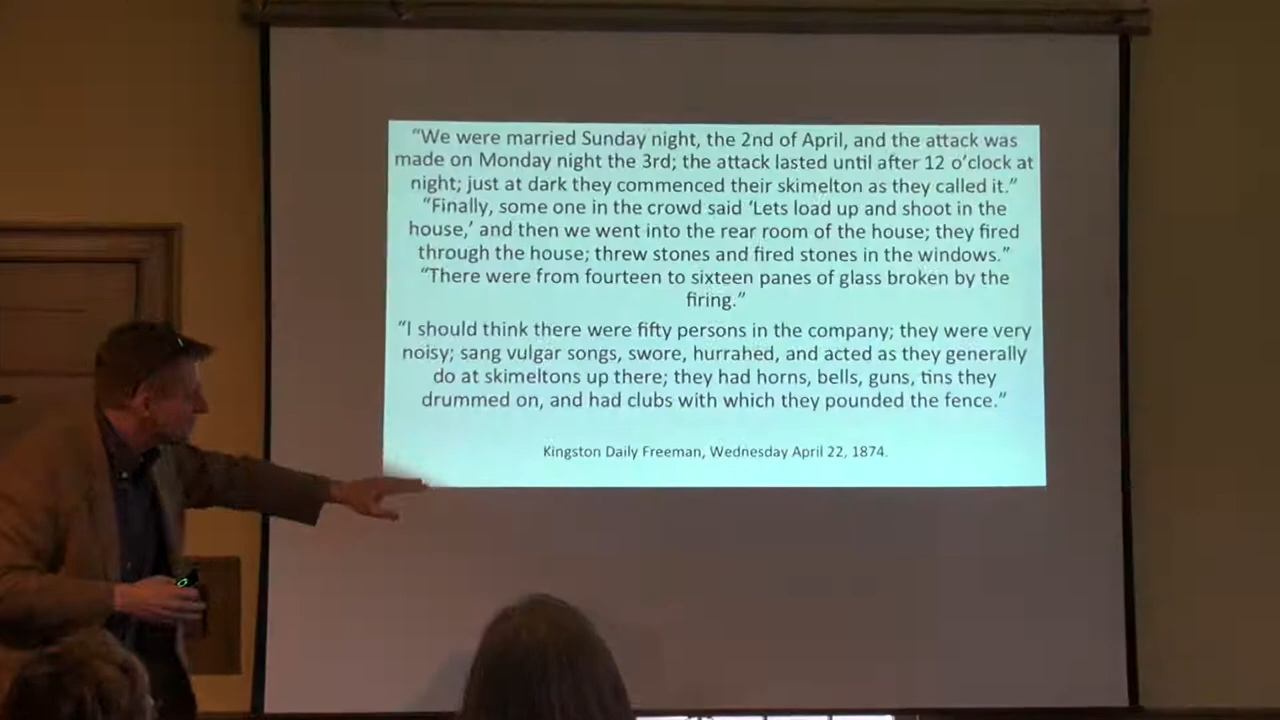 “We were married Sunday night, the 2nd of April, and the attack was
made on Monday night the 3rd; the attack lasted until after 12 o’clock at
night; just at dark they commenced their skimelton as they called it.”
“Finally, some one in the crowd said ‘Lets load up and shoot in the
house,’ and then we went into the rear room of the house; they fired
through the house; threw stones and fired stones in the windows.”
“There were from fourteen to sixteen panes of glass broken by the
firing.”
“I should think there were fifty persons in the company; they were very
noisy; sang vulgar songs, swore, hurrahed, and acted as they generally
do at skimeltons up there; they had horns, bells, guns, tins they
drummed on, and had clubs with which they pounded the fence.”
Kingston Daily Freeman, Wednesday April 22, 1874.